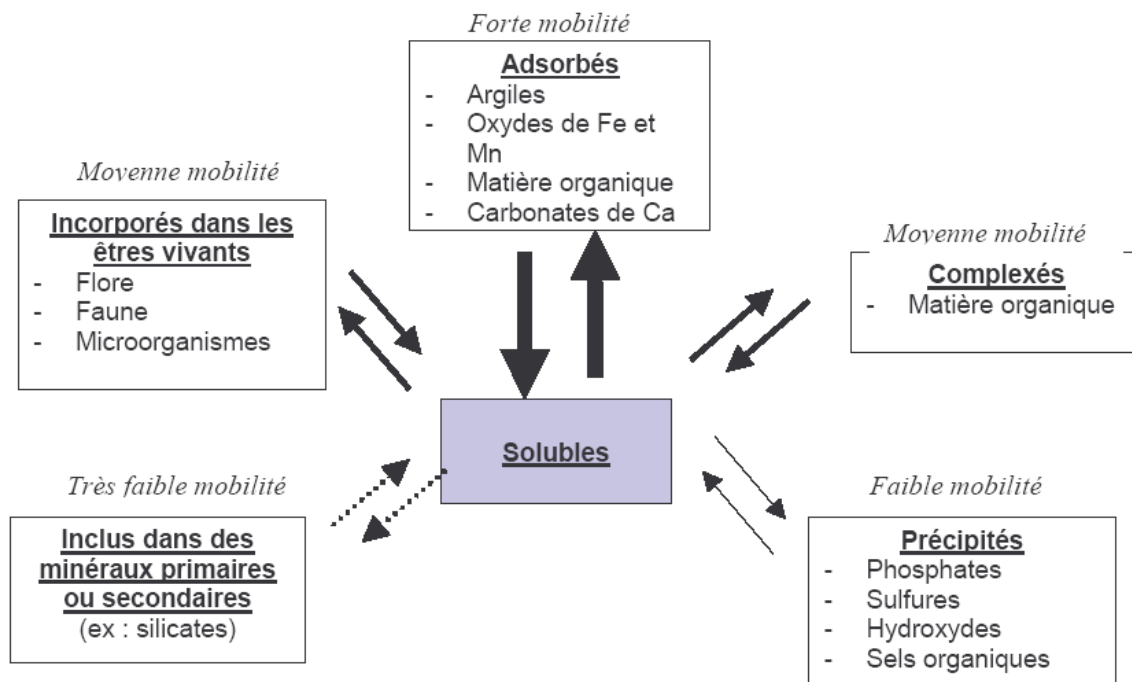 Forte mobilité
Adsorbés
- Argiles
- Oxydes de Fe et
Mn
- Matière organique
- Carbonates de Ca
Moyenne mobilité
Incorporés dans les
êtres vivants
- Flore
- Faune
- Microorganismes
Moyenne mobilité
Complexés
- Matière organique
Solubles
Très faible mobilité
Inclus dans des
minéraux primaires
ou secondaires
(ex : silicates)
Faible mobilité
Précipités
- Phosphates
- Sulfures
- Hydroxydes
- Sels organiques